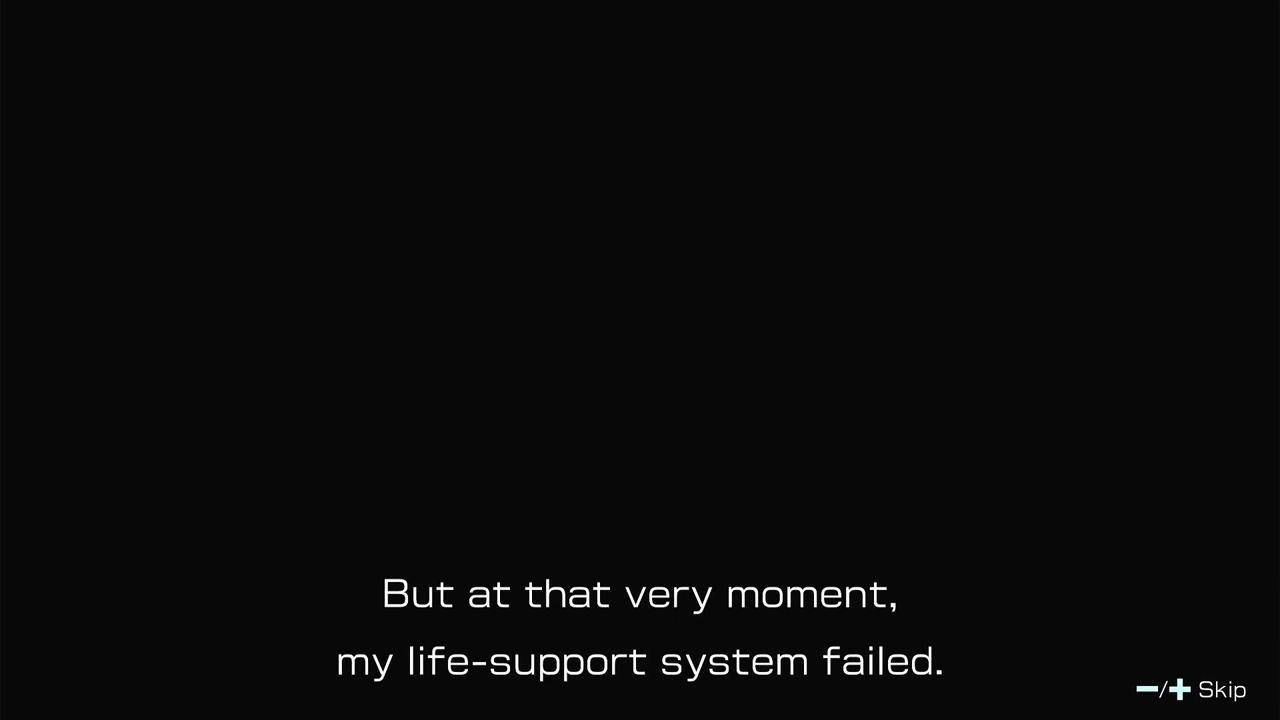 But at that very moment,
my life-support system failed.
−/+ Skip